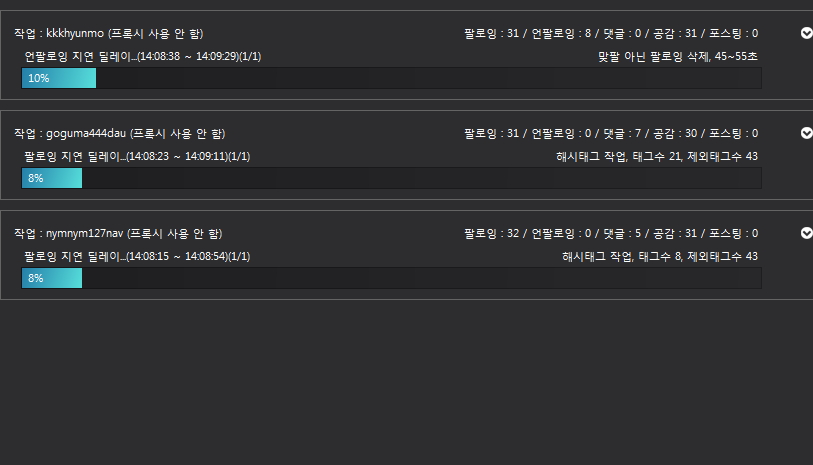 작업 : kkkhyunmo (프록시 사용 안 함) 팔로잉 : 31 / 언팔로잉 : 8 / 댓글 : 0 / 공감 : 31 / 포스팅 : 0
언팔로잉 지연 딜레이...(14:08:38 ~ 14:09:29)(1/1) 맞팔 아닌 팔로잉 삭제, 45~55초
10%
작업 : goguma444dau (프록시 사용 안 함) 팔로잉 : 31 / 언팔로잉 : 0 / 댓글 : 7 / 공감 : 30 / 포스팅 : 0
팔로잉 지연 딜레이...(14:08:23 ~ 14:09:11)(1/1) 해시태그 작업, 태그수 21, 제외태그수 43
8%
작업 : nymnym127nav (프록시 사용 안 함) 팔로잉 : 32 / 언팔로잉 : 0 / 댓글 : 5 / 공감 : 31 / 포스팅 : 0
팔로잉 지연 딜레이...(14:08:15 ~ 14:08:54)(1/1) 해시태그 작업, 태그수 8, 제외태그수 43
8%